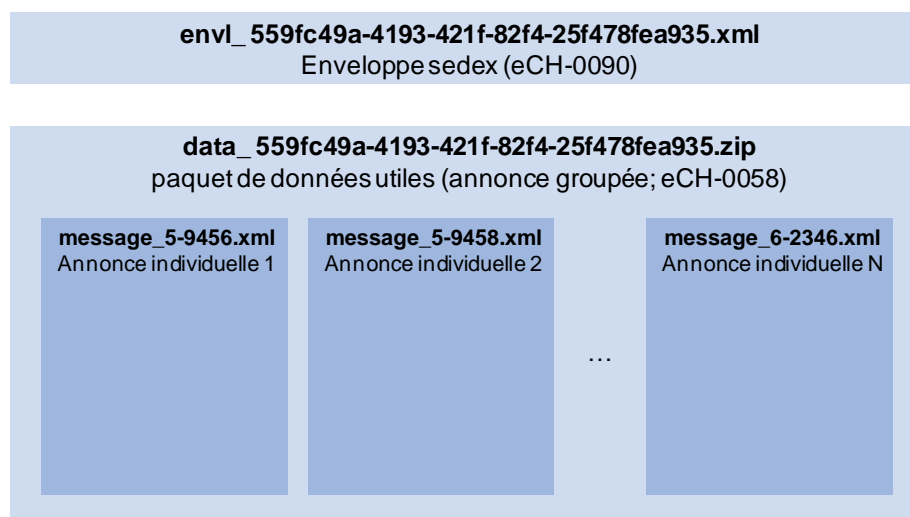 envl_ 559fc49a-4193-421f-82f4-25f478fea935.xml
Enveloppe sedex (eCH-0090)
data_ 559fc49a-4193-421f-82f4-25f478fea935.zip
paquet de données utiles (annonce groupée; eCH-0058)
message_5-9456.xml
Annonce individuelle 1
message_5-9458.xml
Annonce individuelle 2
…
message_6-2346.xml
Annonce individuelle N